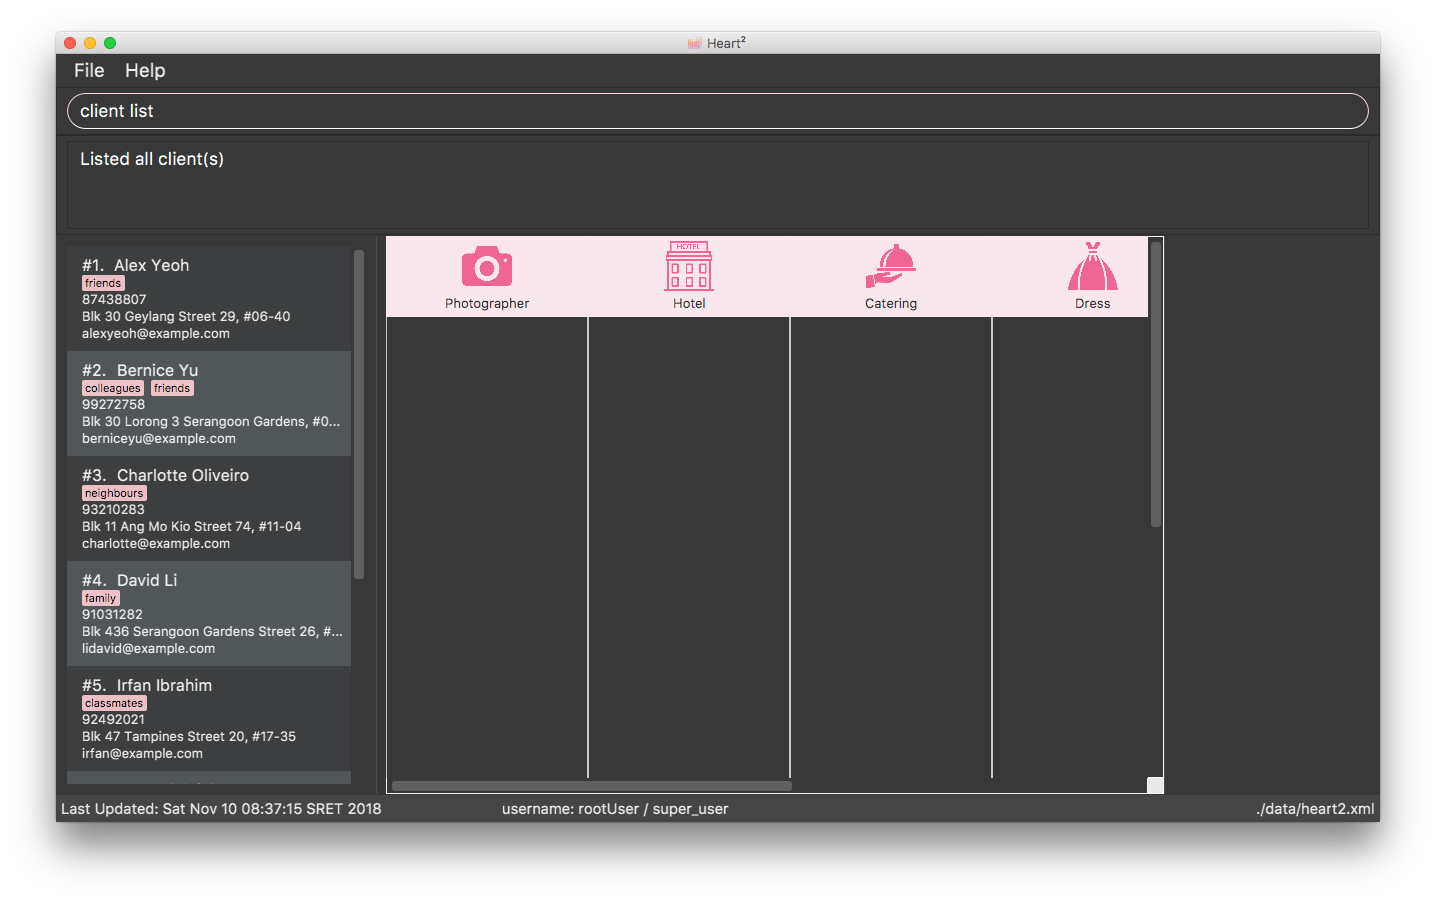 Heart²
File Help
client list
Listed all client(s)
#1. Alex Yeoh
friends
87438807
Blk 30 Geylang Street 29, #06-40
alexyeoh@example.com
#2. Bernice Yu
colleagues friends
99272758
Blk 30 Lorong 3 Serangoon Gardens, #0...
berniceyu@example.com
#3. Charlotte Oliveiro
neighbours
93210283
Blk 11 Ang Mo Kio Street 74, #11-04
charlotte@example.com
#4. David Li
family
91031282
Blk 436 Serangoon Gardens Street 26, #...
lidavid@example.com
#5. Irfan Ibrahim
classmates
92492021
Blk 47 Tampines Street 20, #17-35
irfan@example.com
HOTEL
Photographer Hotel Catering Dress
Last Updated: Sat Nov 10 08:37:15 SRET 2018 username: rootUser / super_user ./data/heart2.xml